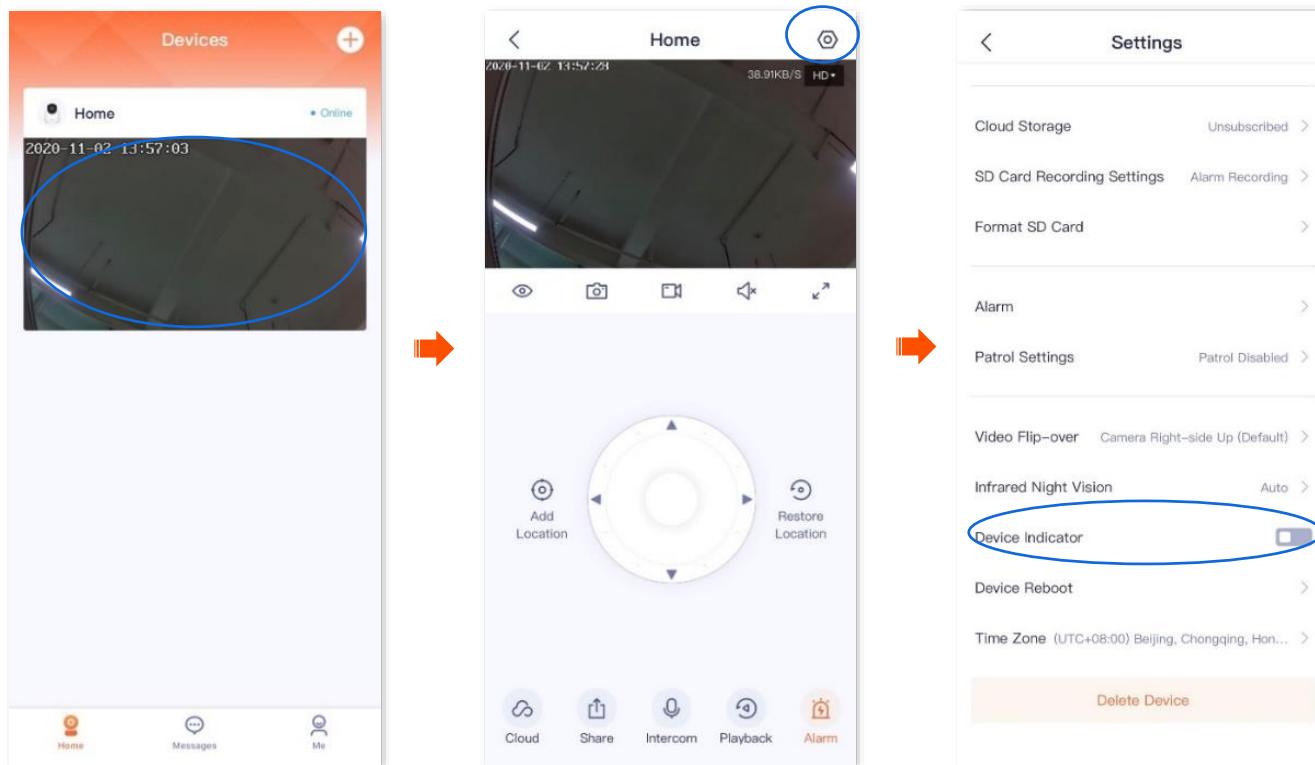 Devices
Home
Online
2020-11-02 13:57:03
Home
Messages
Me
Home
2020-11-02 13:57:28
38.91KB/S HD
Add
Location
Restore
Location
Cloud
Share
Intercom
Playback
Alarm
Settings
Cloud Storage Unsubscribed
SD Card Recording Settings Alarm Recording
Format SD Card
Alarm
Patrol Settings Patrol Disabled
Video Flip-over Camera Right-side Up (Default)
Infrared Night Vision Auto
Device Indicator
Device Reboot
Time Zone (UTC+08:00) Beijing, Chongqing, Hon...
Delete Device